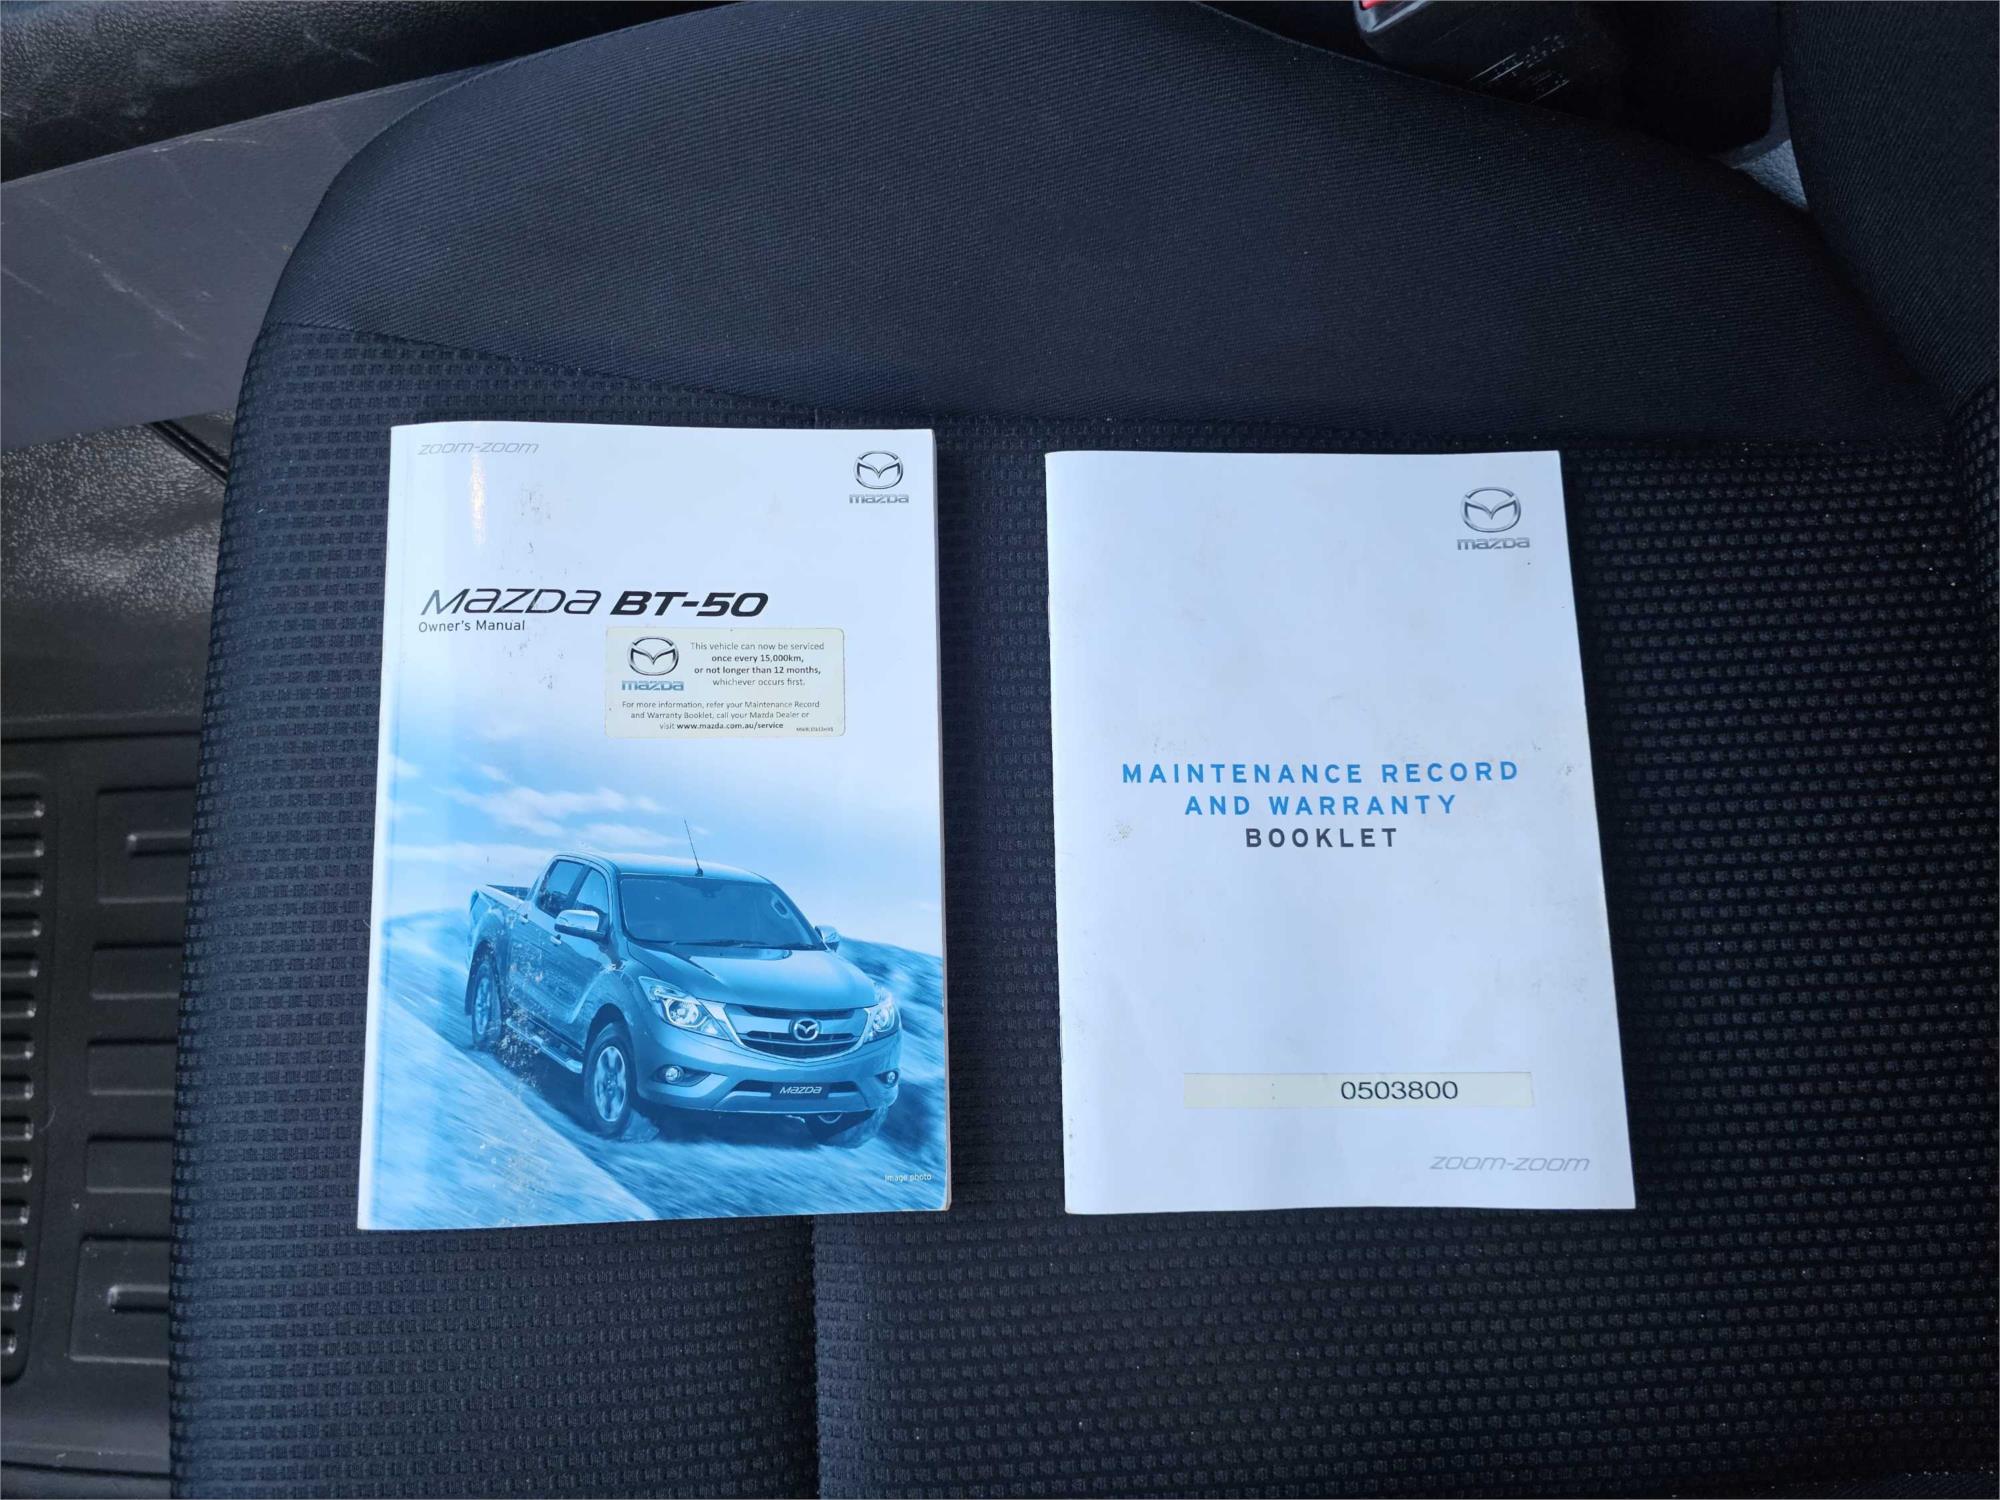 zoom-zoom
mazda
Mazda BT-50
Owner's Manual
mazda
This vehicle can now be serviced
once every 15,000km,
or not longer than 12 months,
whichever occurs first.
For more information, refer your Maintenance Record
and Warranty Booklet, call your Mazda Dealer or
visit www.mazda.com.au/service
mazda
Image photo
mazda
MAINTENANCE RECORD
AND WARRANTY
BOOKLET
0503800
zoom-zoom